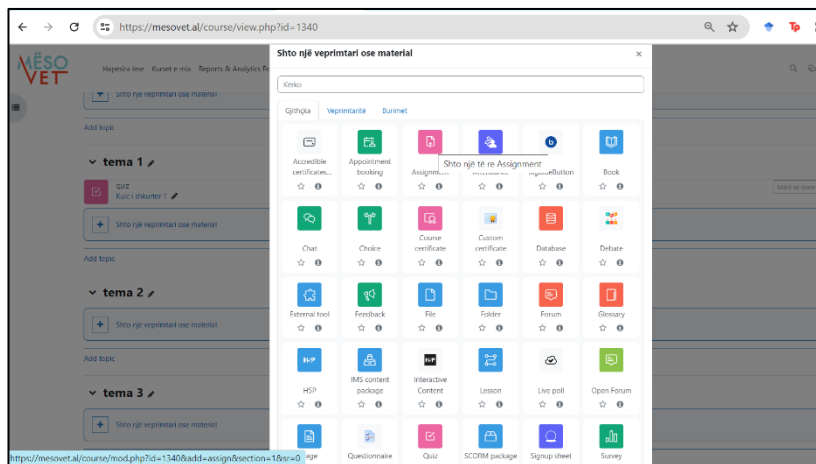 https://mesovet.al/course/view.php?id=1340
Tp
MËSO
VET
Hapësira ime Kurset e mia Reports & Analytics
Shto një veprimtari ose material
Add topic
tema 1
QUIZ
Kuic i shkurter 1
Shto një veprimtari ose material
Add topic
tema 2
Shto një veprimtari ose material
Add topic
tema 3
Shto një veprimtari ose material
Shto një veprimtari ose material
×
Kërko
Gjithçka Veprimtaritë Burimet
Accredible
certificates...
Appointment
booking
Shto një të re Assignment
Book
Chat
Choice
Course
certificate
Custom
certificate
Database
Debate
External tool
Feedback
File
Folder
Forum
Glossary
H5P
IMS content
package
Interactive
Content
Lesson
Live poll
Open Forum
Questionnaire
Quiz
SCORM package
Signup sheet
Survey
https://mesovet.al/course/mod.php?id=1340&add=assign&section=1&sr=0